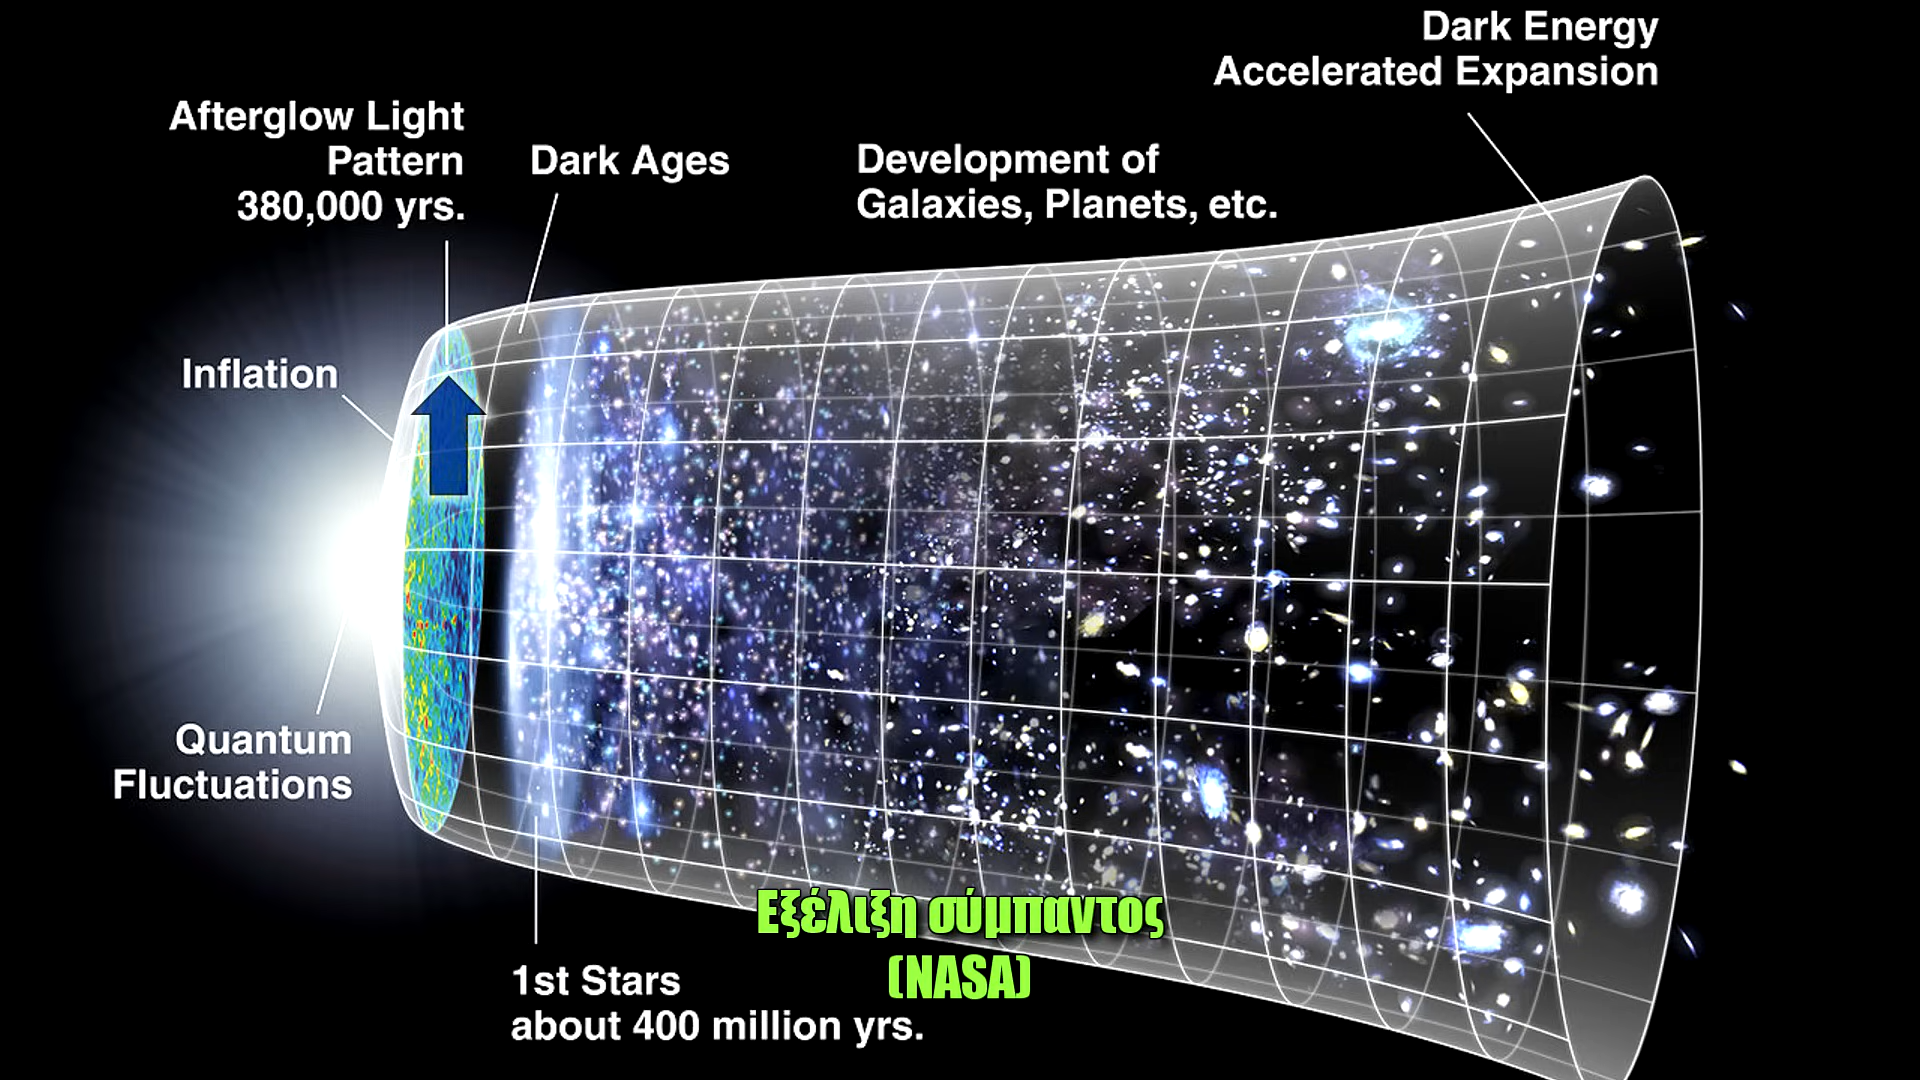 Dark Energy
Accelerated Expansion
Afterglow Light
Pattern
380,000 yrs.
Dark Ages
Development of
Galaxies, Planets, etc.
Inflation
Quantum
Fluctuations
Εξέλιξη σύμπαντος
(NASA)
1st Stars
about 400 million yrs.